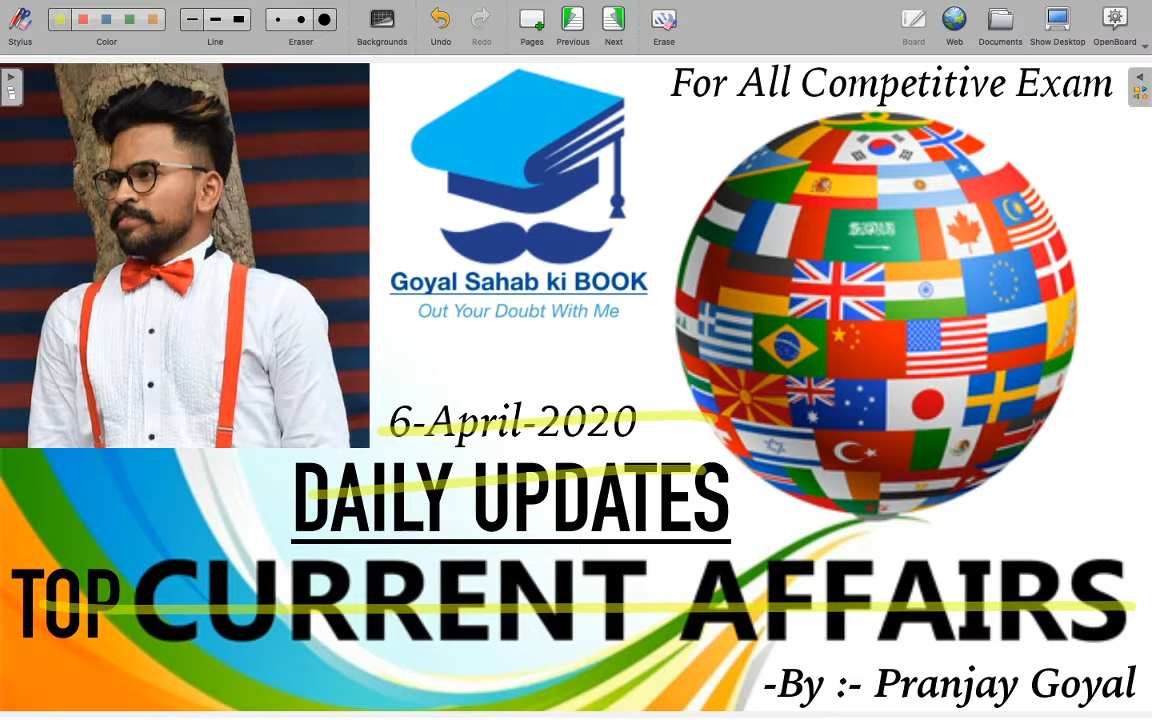 Stylus Color Line Eraser Backgrounds Undo Redo Pages Previous Next Erase Board Web Documents Show Desktop OpenBoard
For All Competitive Exam
Goyal Sahab ki BOOK
Out Your Doubt With Me
6-April-2020
DAILY UPDATES
TOP CURRENT AFFAIRS
-By :- Pranjay Goyal